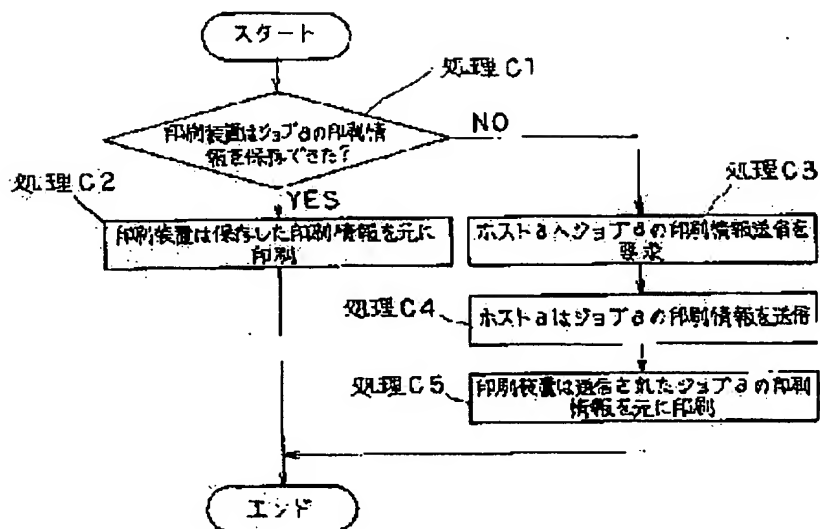 スタート
処理C1
印刷装置はジョブaの印刷情
報を保存できた？
NO
処理C2
YES
処理C3
印刷装置は保存した印刷情報を元に
印刷
ホストaへジョブaの印刷情報送信を
要求
処理C4
ホストaはジョブaの印刷情報を送信
処理C5
印刷装置は送信されたジョブaの印刷
情報を元に印刷
エンド